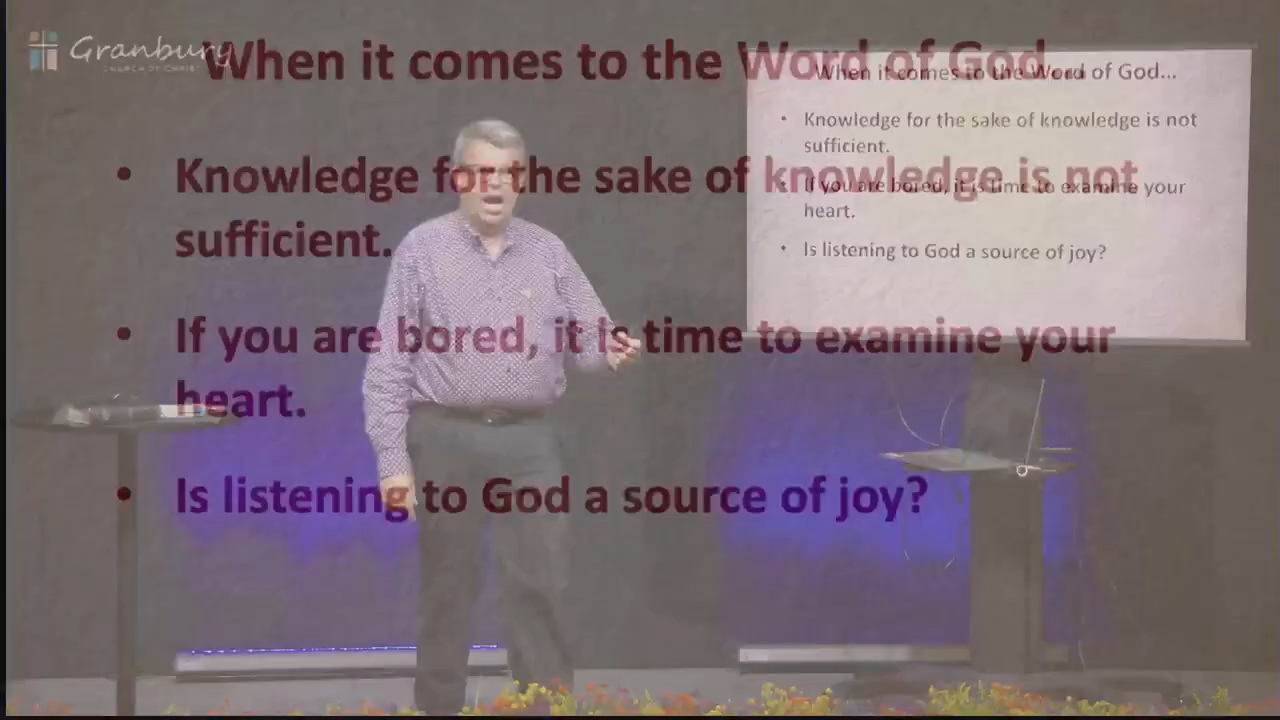 Granbury
CHURCH OF CHRIST
When it comes to the Word of God...
• Knowledge for the sake of knowledge is not
sufficient.
• If you are bored, it is time to examine your
heart.
• Is listening to God a source of joy?
When it comes to the Word of God...
• Knowledge for the sake of knowledge is not
sufficient.
• If you are bored, it is time to examine your
heart.
• Is listening to God a source of joy?